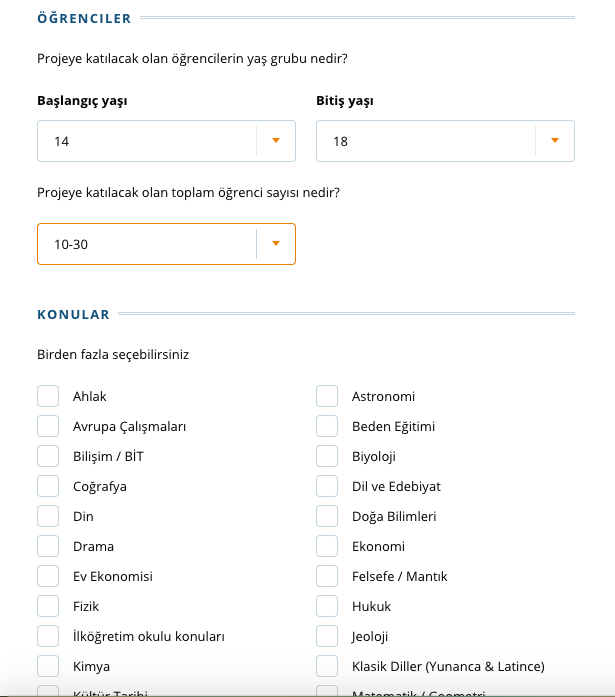 ÖĞRENCİLER
Projeye katılacak olan öğrencilerin yaş grubu nedir?
Başlangıç yaşı Bitiş yaşı
14 18
Projeye katılacak olan toplam öğrenci sayısı nedir?
10-30
KONULAR
Birden fazla seçebilirsiniz
Ahlak Astronomi
Avrupa Çalışmaları Beden Eğitimi
Bilişim / BİT Biyoloji
Coğrafya Dil ve Edebiyat
Din Doğa Bilimleri
Drama Ekonomi
Ev Ekonomisi Felsefe / Mantık
Fizik Hukuk
İlköğretim okulu konuları Jeoloji
Kimya Klasik Diller (Yunanca & Latince)
Kültür Tarihi Matematik / Geometri